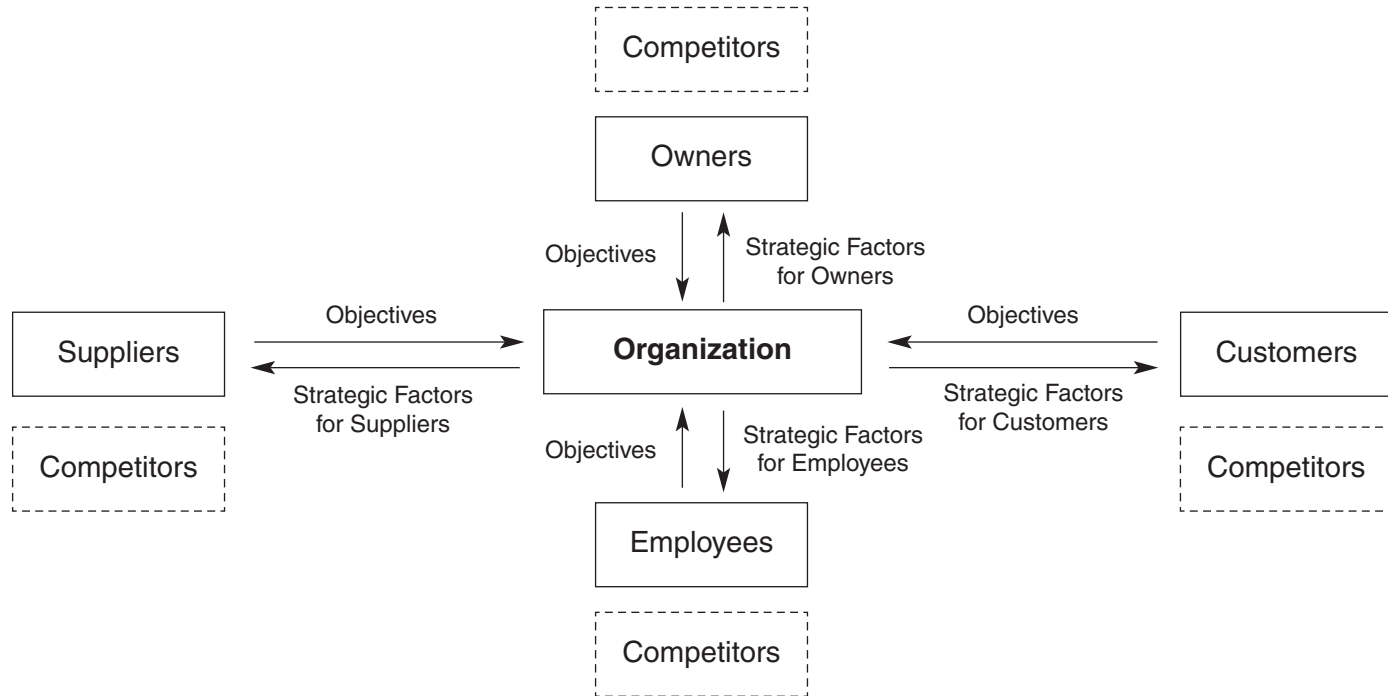 Competitors
Owners
Objectives
Strategic Factors
for Owners
Suppliers
Objectives
Strategic Factors
for Suppliers
Organization
Objectives
Strategic Factors
for Customers
Customers
Competitors
Objectives
Strategic Factors
for Employees
Competitors
Employees
Competitors